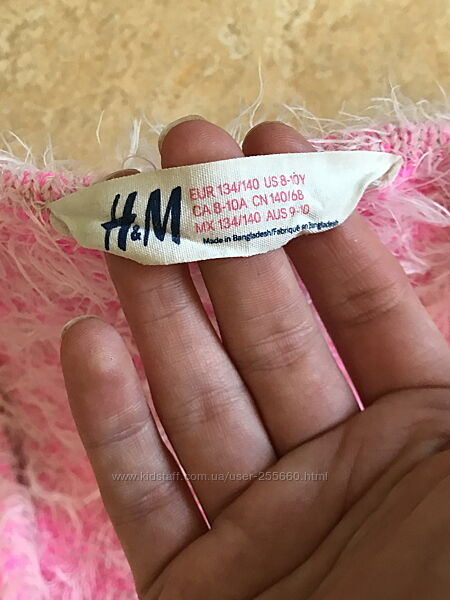 H&M
EUR 134/140 US 8-10Y
CA 8-10A CN 140/68
MX 134/140 AUS 9-10
Made in Bangladesh/Fabriqué en Bangladesh
www.kidstaff.com.ua/user-255660.html